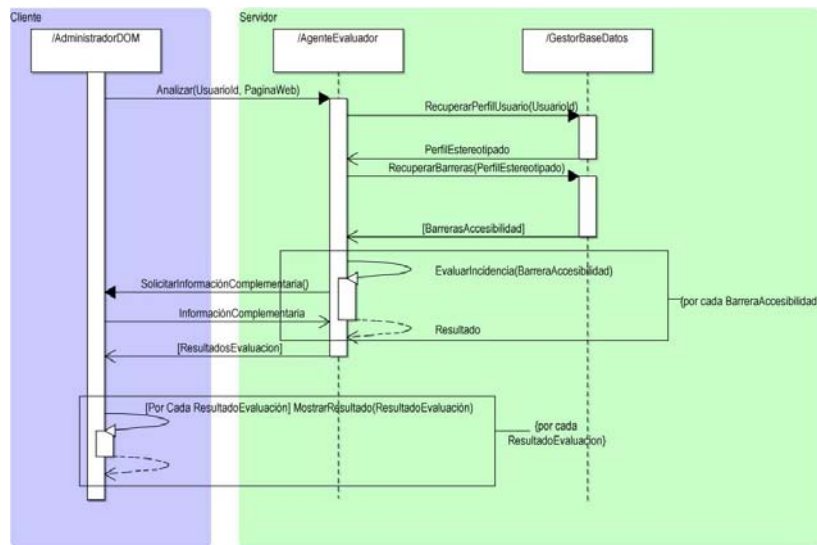 Cliente
Servidor
/AdministradorDOM
/AgenteEvaluador
/GestorBaseDatos
Analizar(UsuarioId, PaginaWeb)
RecuperarPerfilUsuario(UsuarioId)
PerfilEstereotipado
RecuperarBarreras(PerfilEstereotipado)
[BarrerasAccesibilidad]
EvaluarIncidencia(BarreraAccesibilidad)
SolicitarInformaciónComplementaria()
{por cada BarreraAccesibilidad
InformaciónComplementaria
Resultado
[ResultadosEvaluacion]
[Por Cada ResultadoEvaluación] MostrarResultado(ResultadoEvaluación)
{por cada
ResultadoEvaluacion}